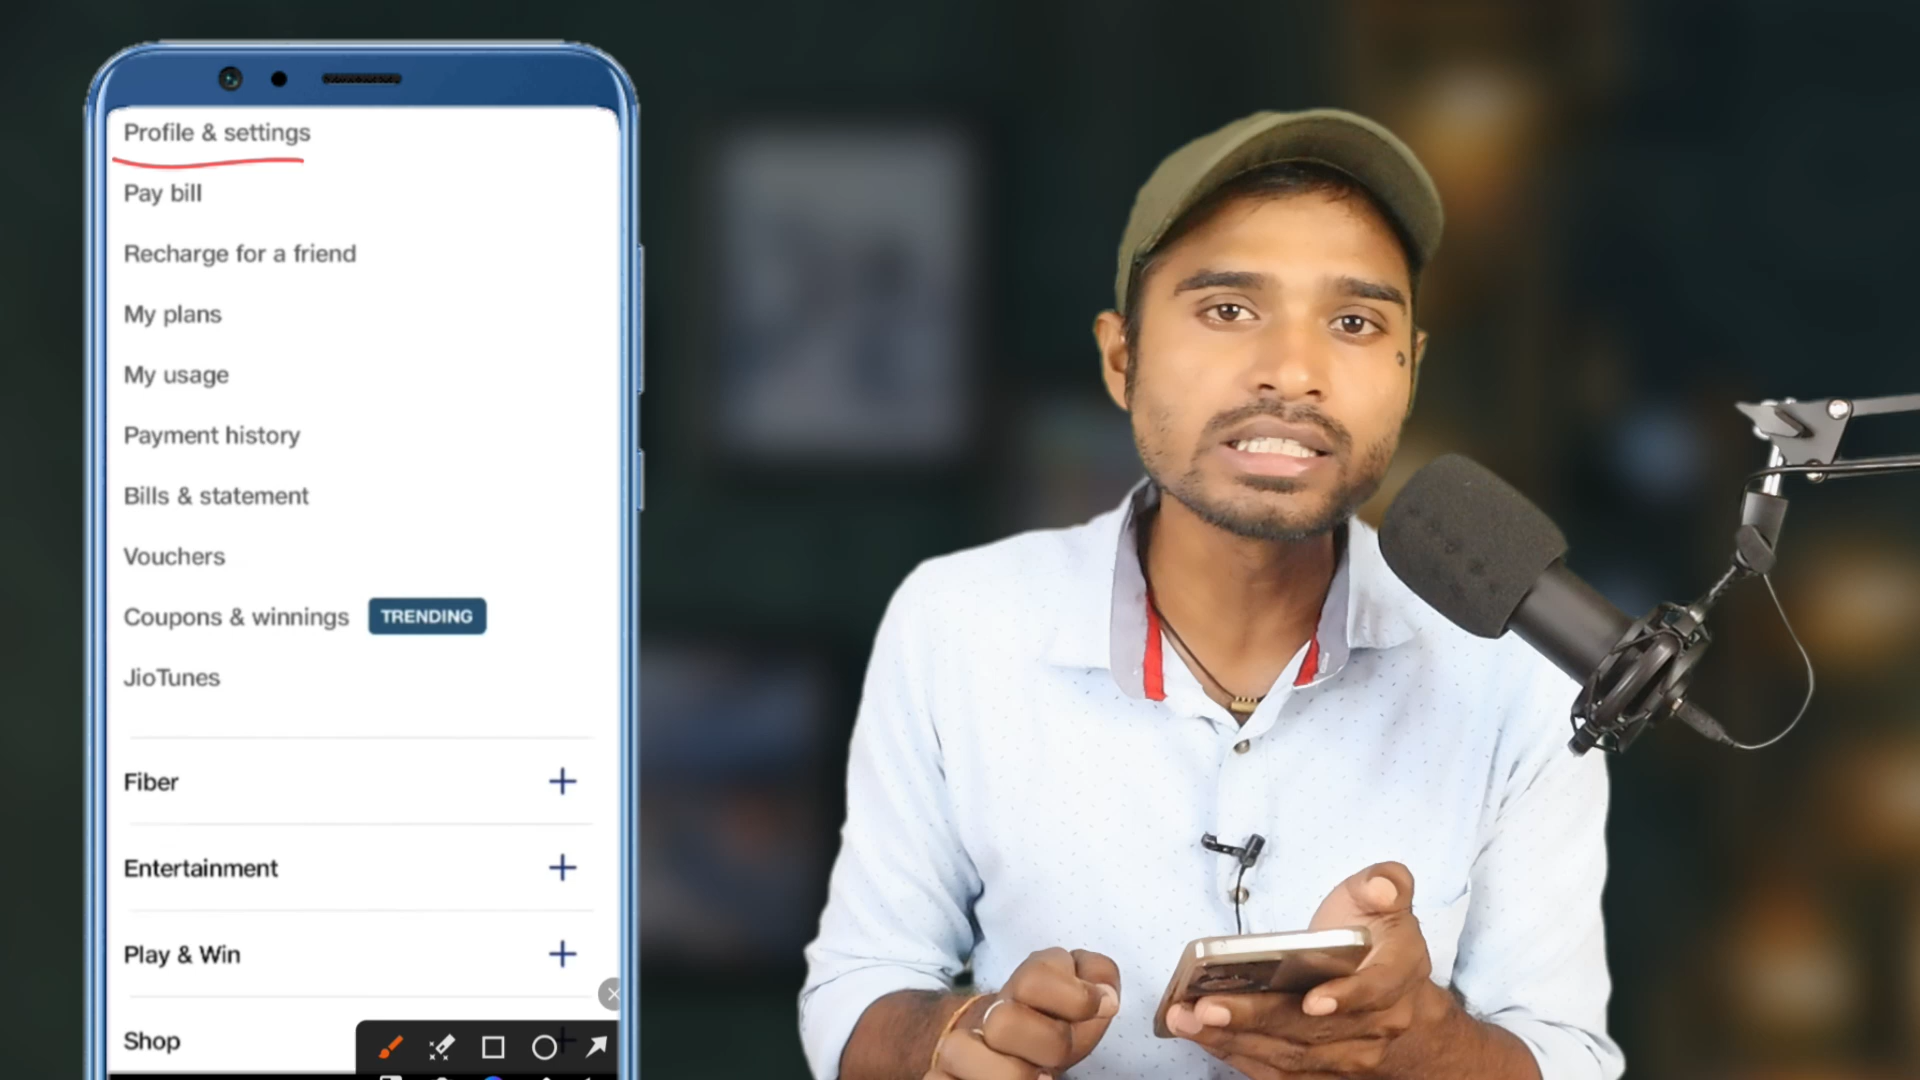 Profile & settings
Pay bill
Recharge for a friend
My plans
My usage
Payment history
Bills & statement
Vouchers
Coupons & winnings TRENDING
JioTunes
Fiber
Entertainment
Play & Win
Shop